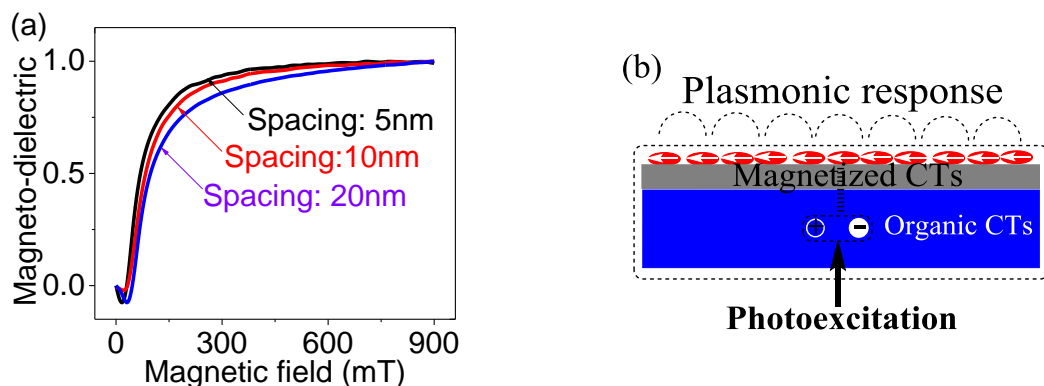 (a)
Magneto-dielectric
1.0
0.5
0.0
Spacing: 5nm
Spacing:10nm
Spacing: 20nm
0 300 600 900
Magnetic field (mT)
(b)
Plasmonic response
Magnetized CTs
+ -
Organic CTs
Photoexcitation